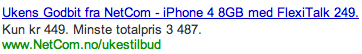 Ukens Godbit fra NetCom - iPhone 4 8GB med FlexiTalk 249.
Kun kr 449. Minste totalpris 3 487.
www.NetCom.no/ukestilbud